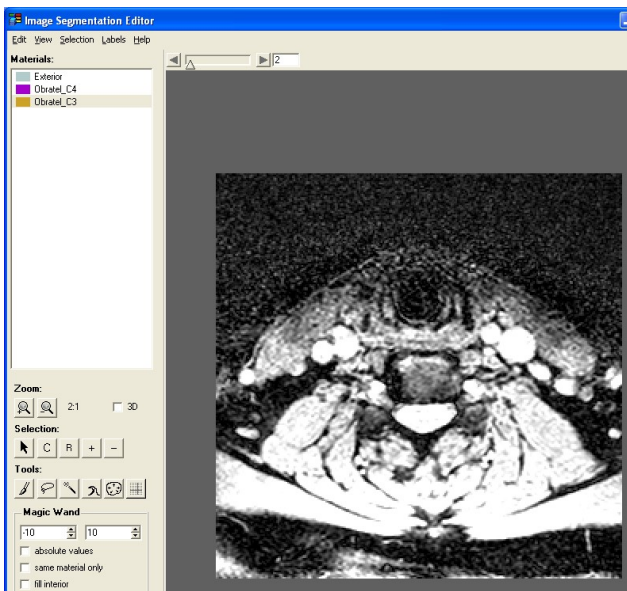 Image Segmentation Editor
Edit View Selection Labels Help
Materials:
2
Exterior
Obratel_C4
Obratel_C3
Zoom:
2:1 3D
Selection:
C R + −
Tools:
Magic Wand
-10 10
absolute values
same material only
fill interior